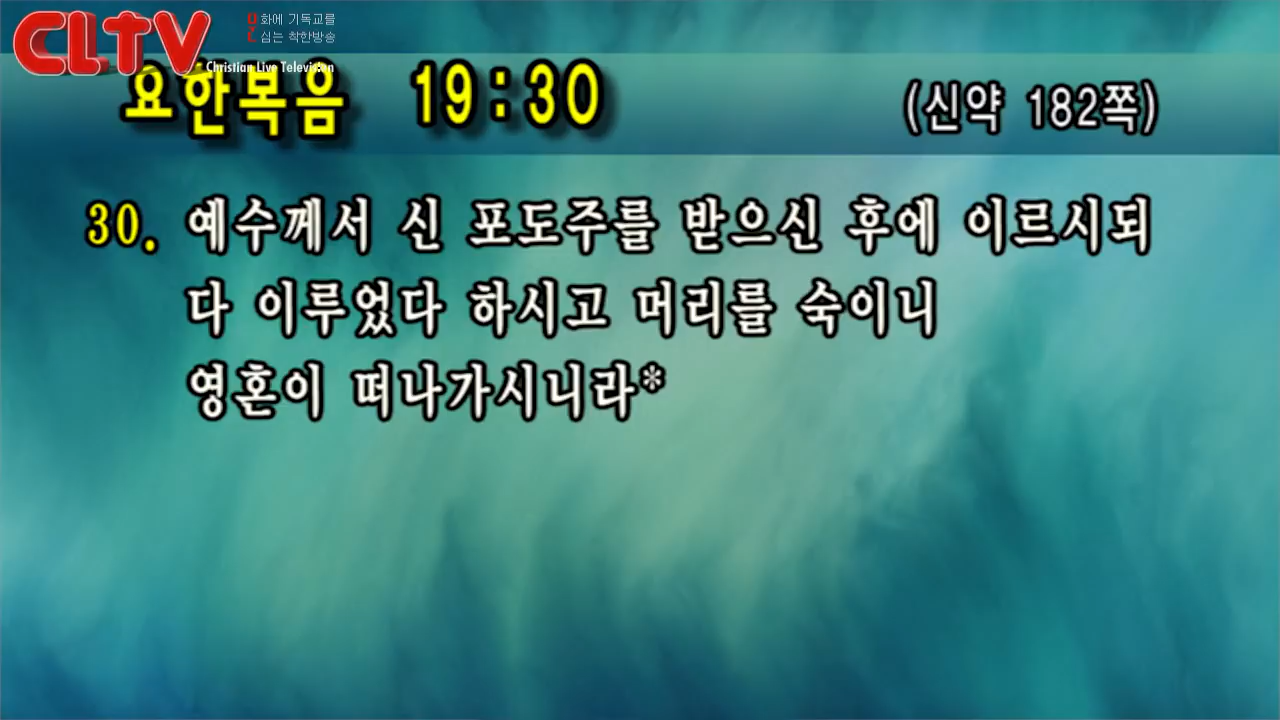 CLTV
문화에 기독교를
심는 착한방송
Christian Live Television
요한복음 19:30
(신약 182쪽)
30. 예수께서 신 포도주를 받으신 후에 이르시되
다 이루었다 하시고 머리를 숙이니
영혼이 떠나가시니라*